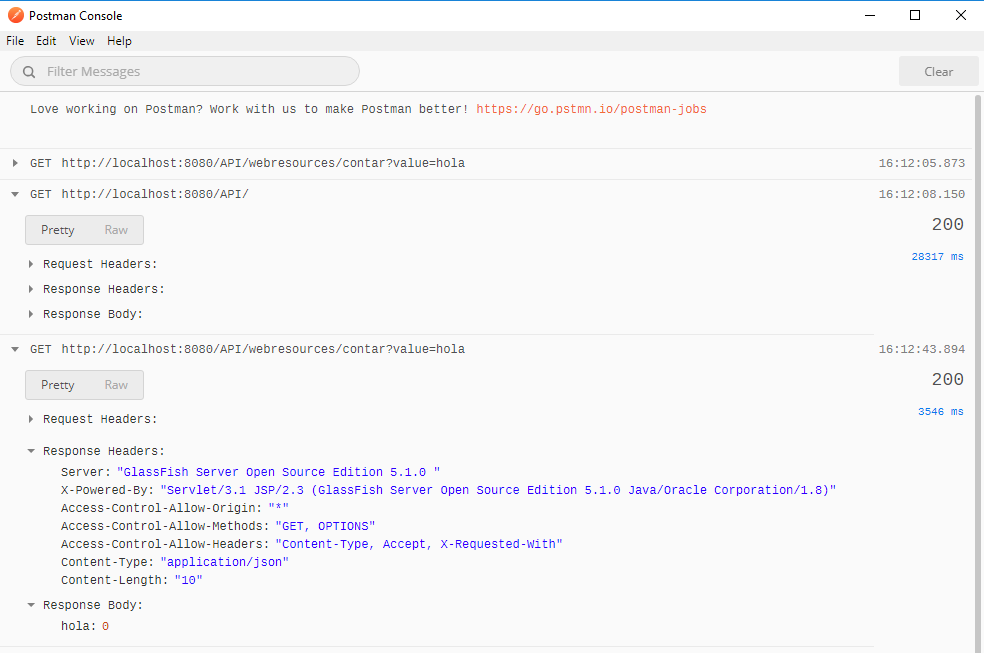 Postman Console
File Edit View Help
Filter Messages
Clear
Love working on Postman? Work with us to make Postman better! https://go.pstmn.io/postman-jobs
GET http://localhost:8080/API/webresources/contar?value=hola 16:12:05.873
GET http://localhost:8080/API/ 16:12:08.150
Pretty Raw 200
28317 ms
Request Headers:
Response Headers:
Response Body:
GET http://localhost:8080/API/webresources/contar?value=hola 16:12:43.894
Pretty Raw 200
3546 ms
Request Headers:
Response Headers:
Server: "GlassFish Server Open Source Edition 5.1.0 "
X-Powered-By: "Servlet/3.1 JSP/2.3 (GlassFish Server Open Source Edition 5.1.0 Java/Oracle Corporation/1.8)"
Access-Control-Allow-Origin: "*"
Access-Control-Allow-Methods: "GET, OPTIONS"
Access-Control-Allow-Headers: "Content-Type, Accept, X-Requested-With"
Content-Type: "application/json"
Content-Length: "10"
Response Body:
hola: 0